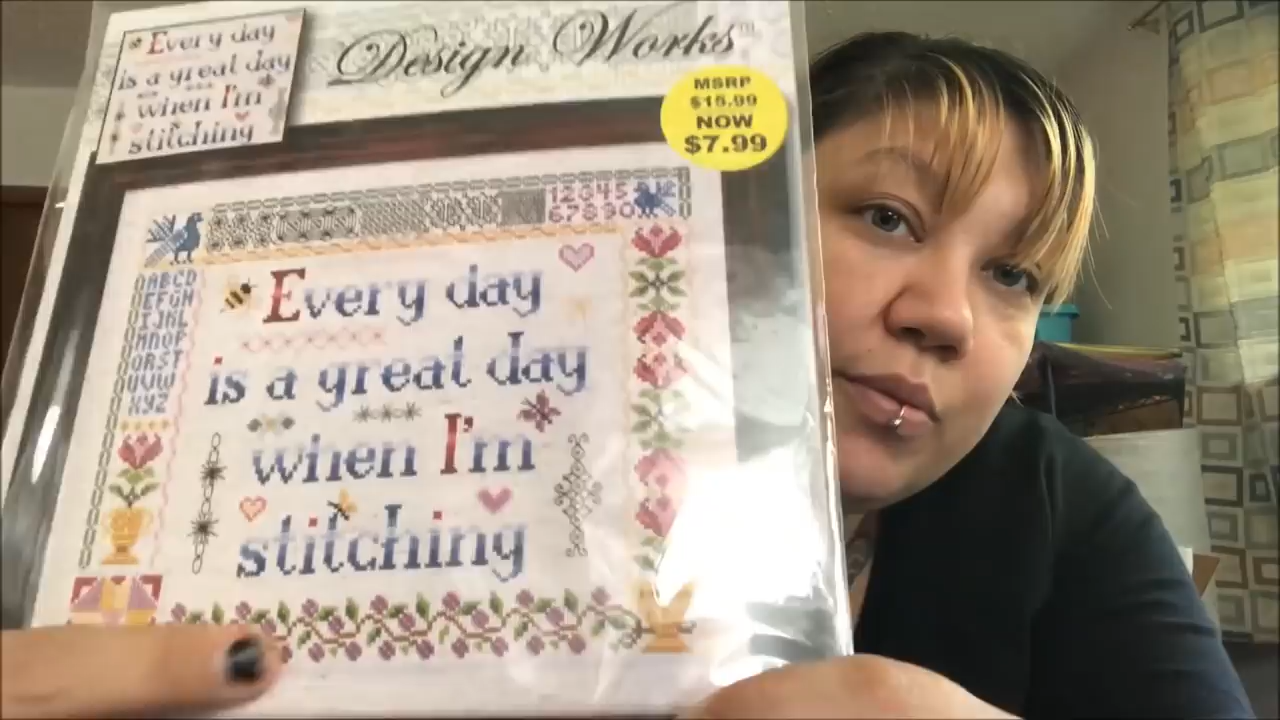 Every day
is a great day
when I'm
stitching
Design Works™
MSRP
$15.99
NOW
$7.99
12345
67890
ABCD
EFGH
IJKL
MNOP
QRST
UVW
XYZ
Every day
is a great day
when I'm
stitching